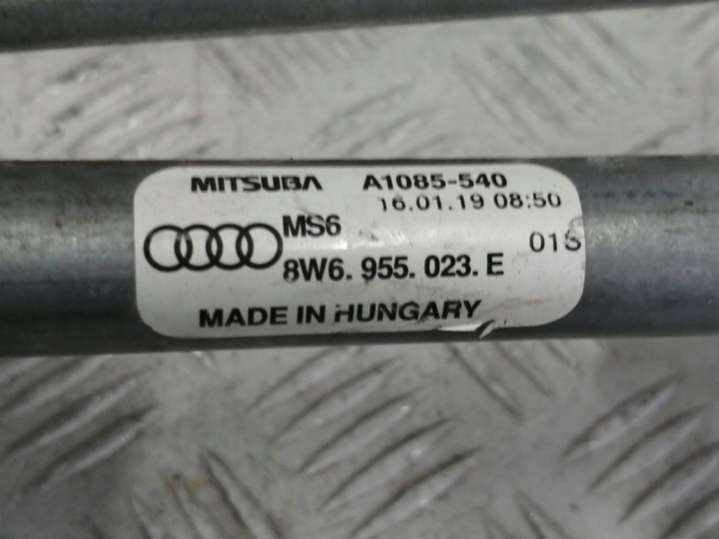 MITSUBA A1085-540
16.01.19 08:50
MS6
01S
8W6. 955. 023. E
MADE IN HUNGARY